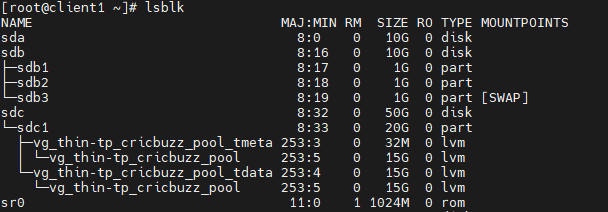 [root@client1 ~]# lsblk
NAME                            MAJ:MIN RM  SIZE RO TYPE MOUNTPOINTS
sda                               8:0    0   10G  0 disk
sdb                               8:16   0   10G  0 disk
├─sdb1                            8:17   0    1G  0 part
├─sdb2                            8:18   0    1G  0 part
└─sdb3                            8:19   0    1G  0 part [SWAP]
sdc                               8:32   0   50G  0 disk
└─sdc1                            8:33   0   20G  0 part
  ├─vg_thin-tp_cricbuzz_pool_tmeta 253:3    0   32M  0 lvm
  │ └─vg_thin-tp_cricbuzz_pool    253:5    0   15G  0 lvm
  └─vg_thin-tp_cricbuzz_pool_tdata 253:4    0   15G  0 lvm
    └─vg_thin-tp_cricbuzz_pool    253:5    0   15G  0 lvm
sr0                              11:0    1 1024M  0 rom